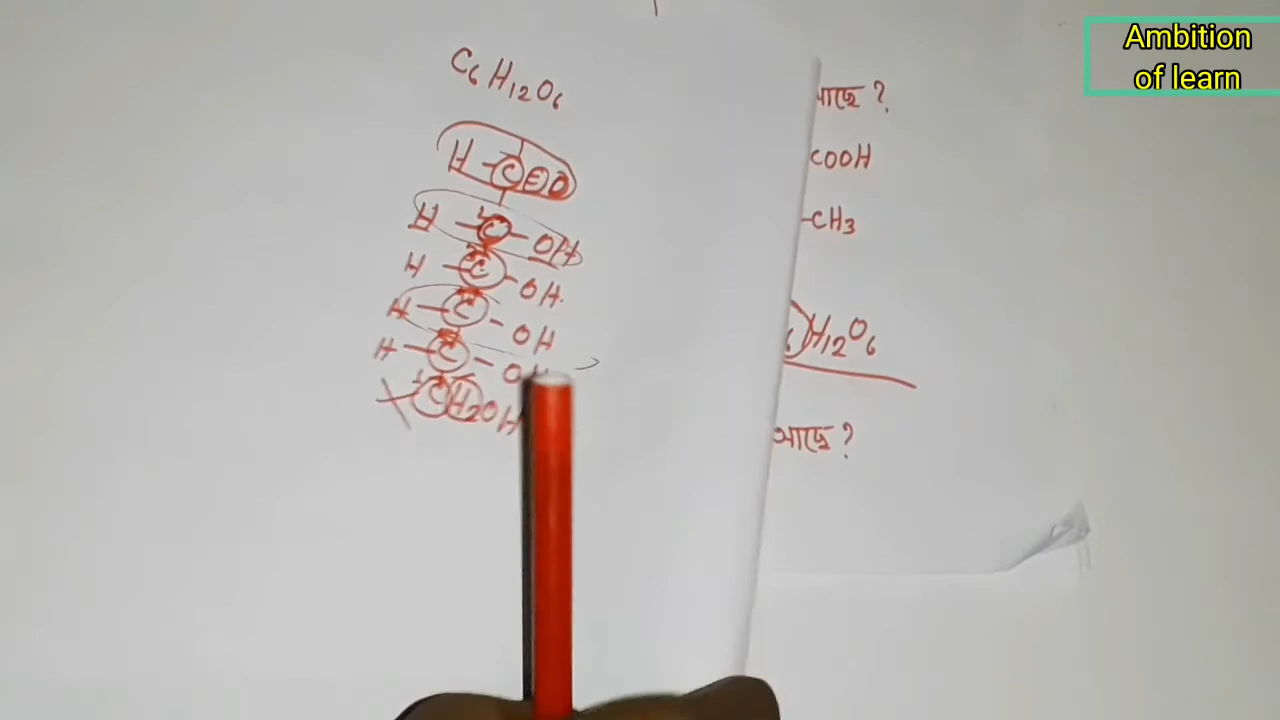 Ambition
of learn
C₆H₁₂O₆
H-C=O
H-C-OH
H-C-OH
H-C-OH
H-C-OH
CH₂OH
আছে ?
COOH
-CH₃
H₁₂O₆
আছে ?